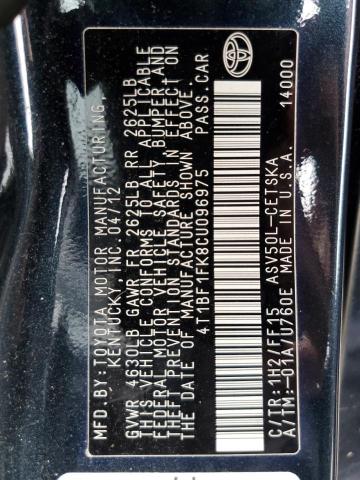 MFD. BY: TOYOTA MOTOR MANUFACTURING,
KENTUCKY, INC. 04/12
GVWR 4630LB GAWR FR 2625LB RR 2625LB
THIS VEHICLE CONFORMS TO ALL APPLICABLE
FEDERAL MOTOR VEHICLE SAFETY, BUMPER, AND
THEFT PREVENTION STANDARDS IN EFFECT ON
THE DATE OF MANUFACTURE SHOWN ABOVE.
4T1BF1FK8CU096975 PASS.CAR
C/TR: 1H2/FF15 ASV50L-CETSKA
A/TM: -01A/U760E MADE IN U.S.A. 14000